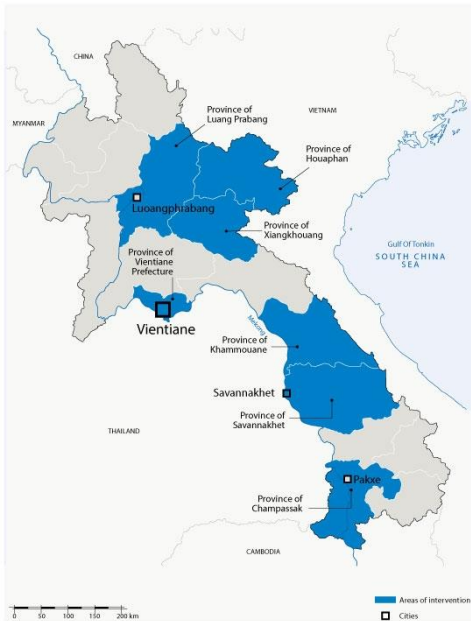 CHINA
MYANMAR
VIETNAM
Province of
Luang Prabang
Province of
Houaphan
Luoangphrabang
Province of
Xiangkhouang
Province of
Vientiane
Prefecture
Vientiane
Gulf Of Tonkin
SOUTH CHINA
SEA
Mekong
Province of
Khammouane
Savannakhet
Province of
Savannakhet
THAILAND
Pakxe
Province of
Champassak
CAMBODIA
Areas of intervention
Cities
0 50 100 150 200 km